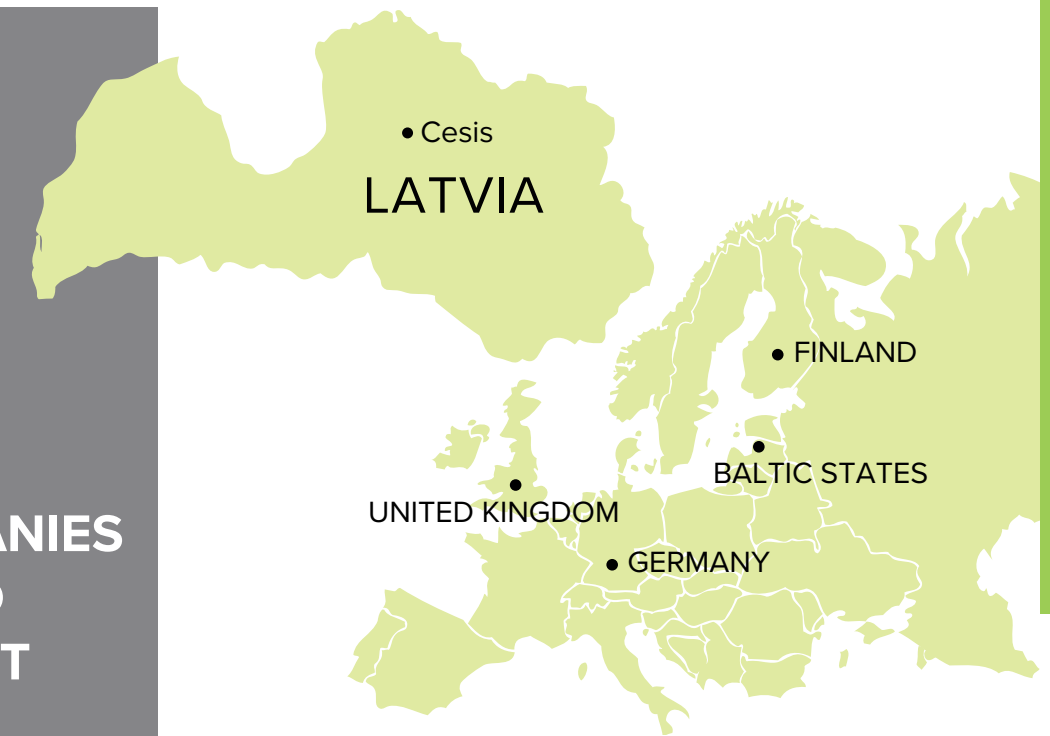 Cesis
LATVIA
FINLAND
BALTIC STATES
UNITED KINGDOM
GERMANY